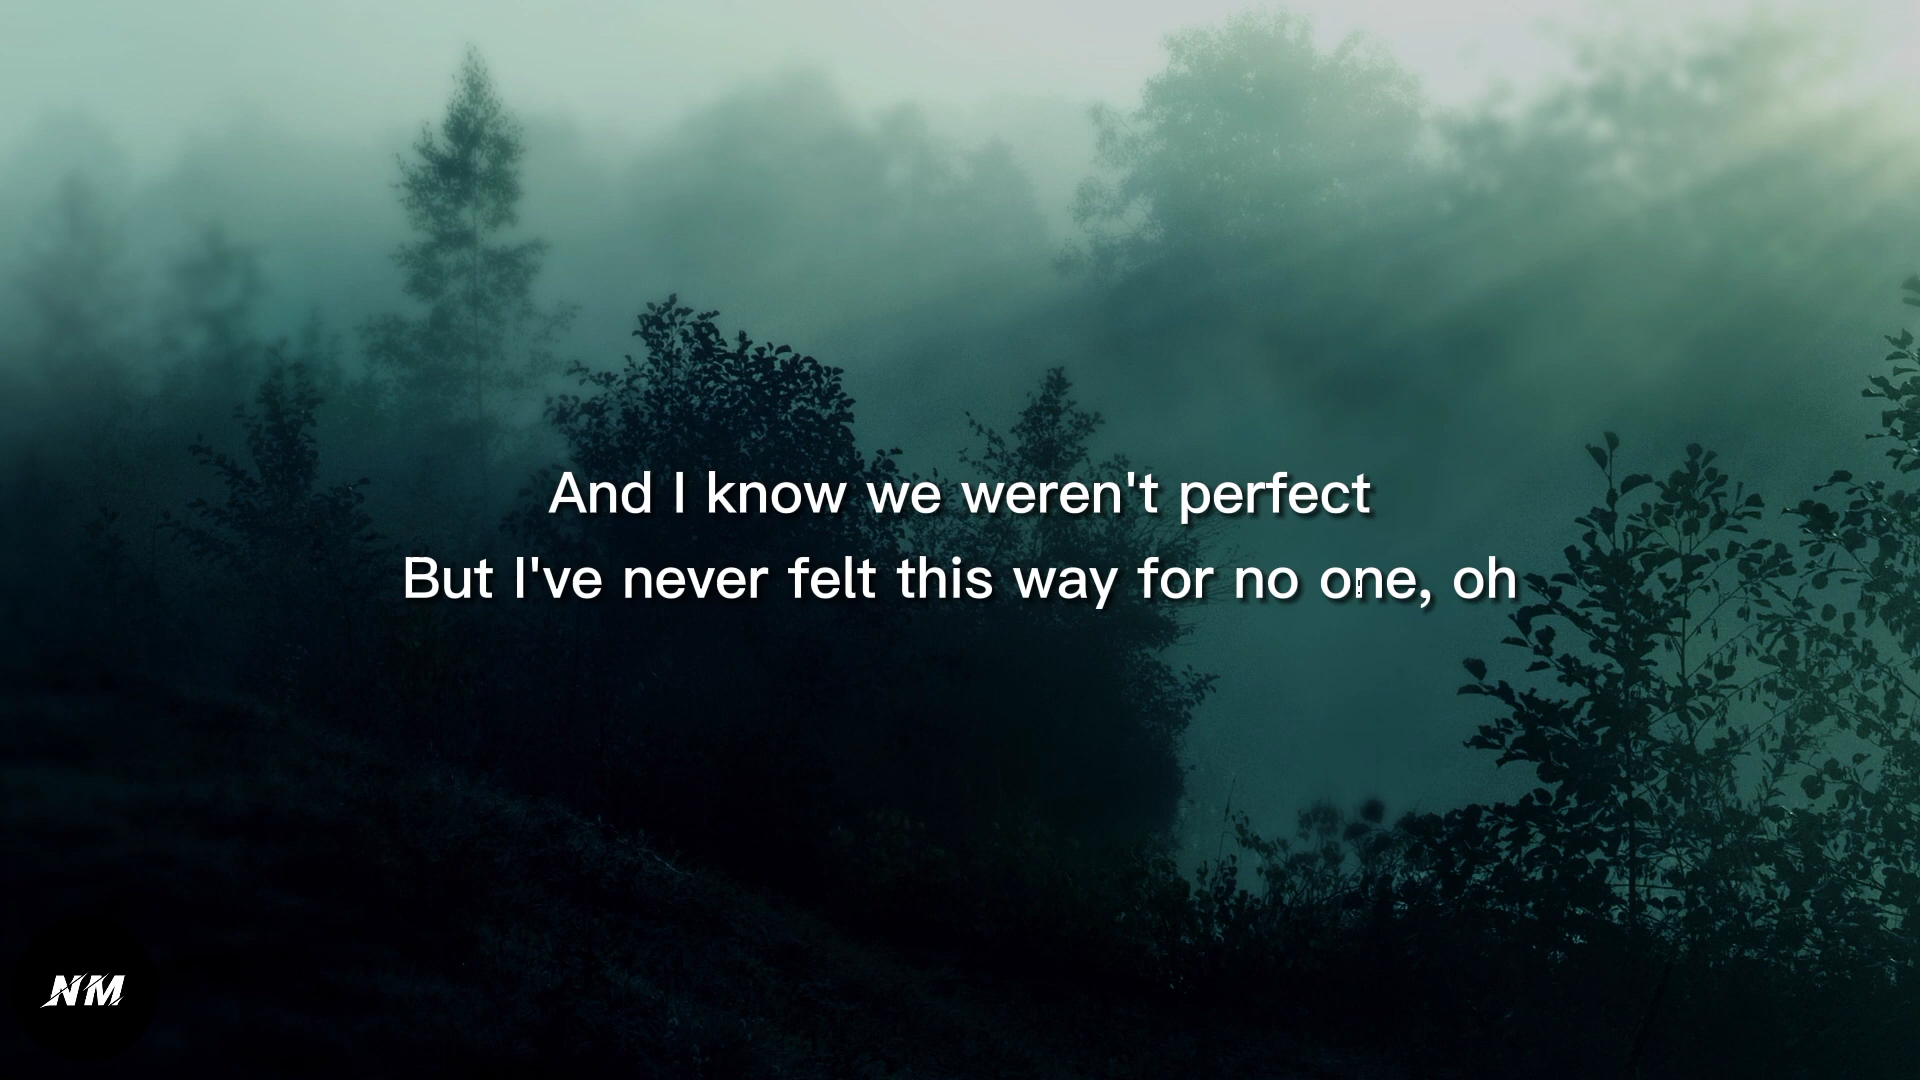 And I know we weren't perfect
But I've never felt this way for no one, oh
NM